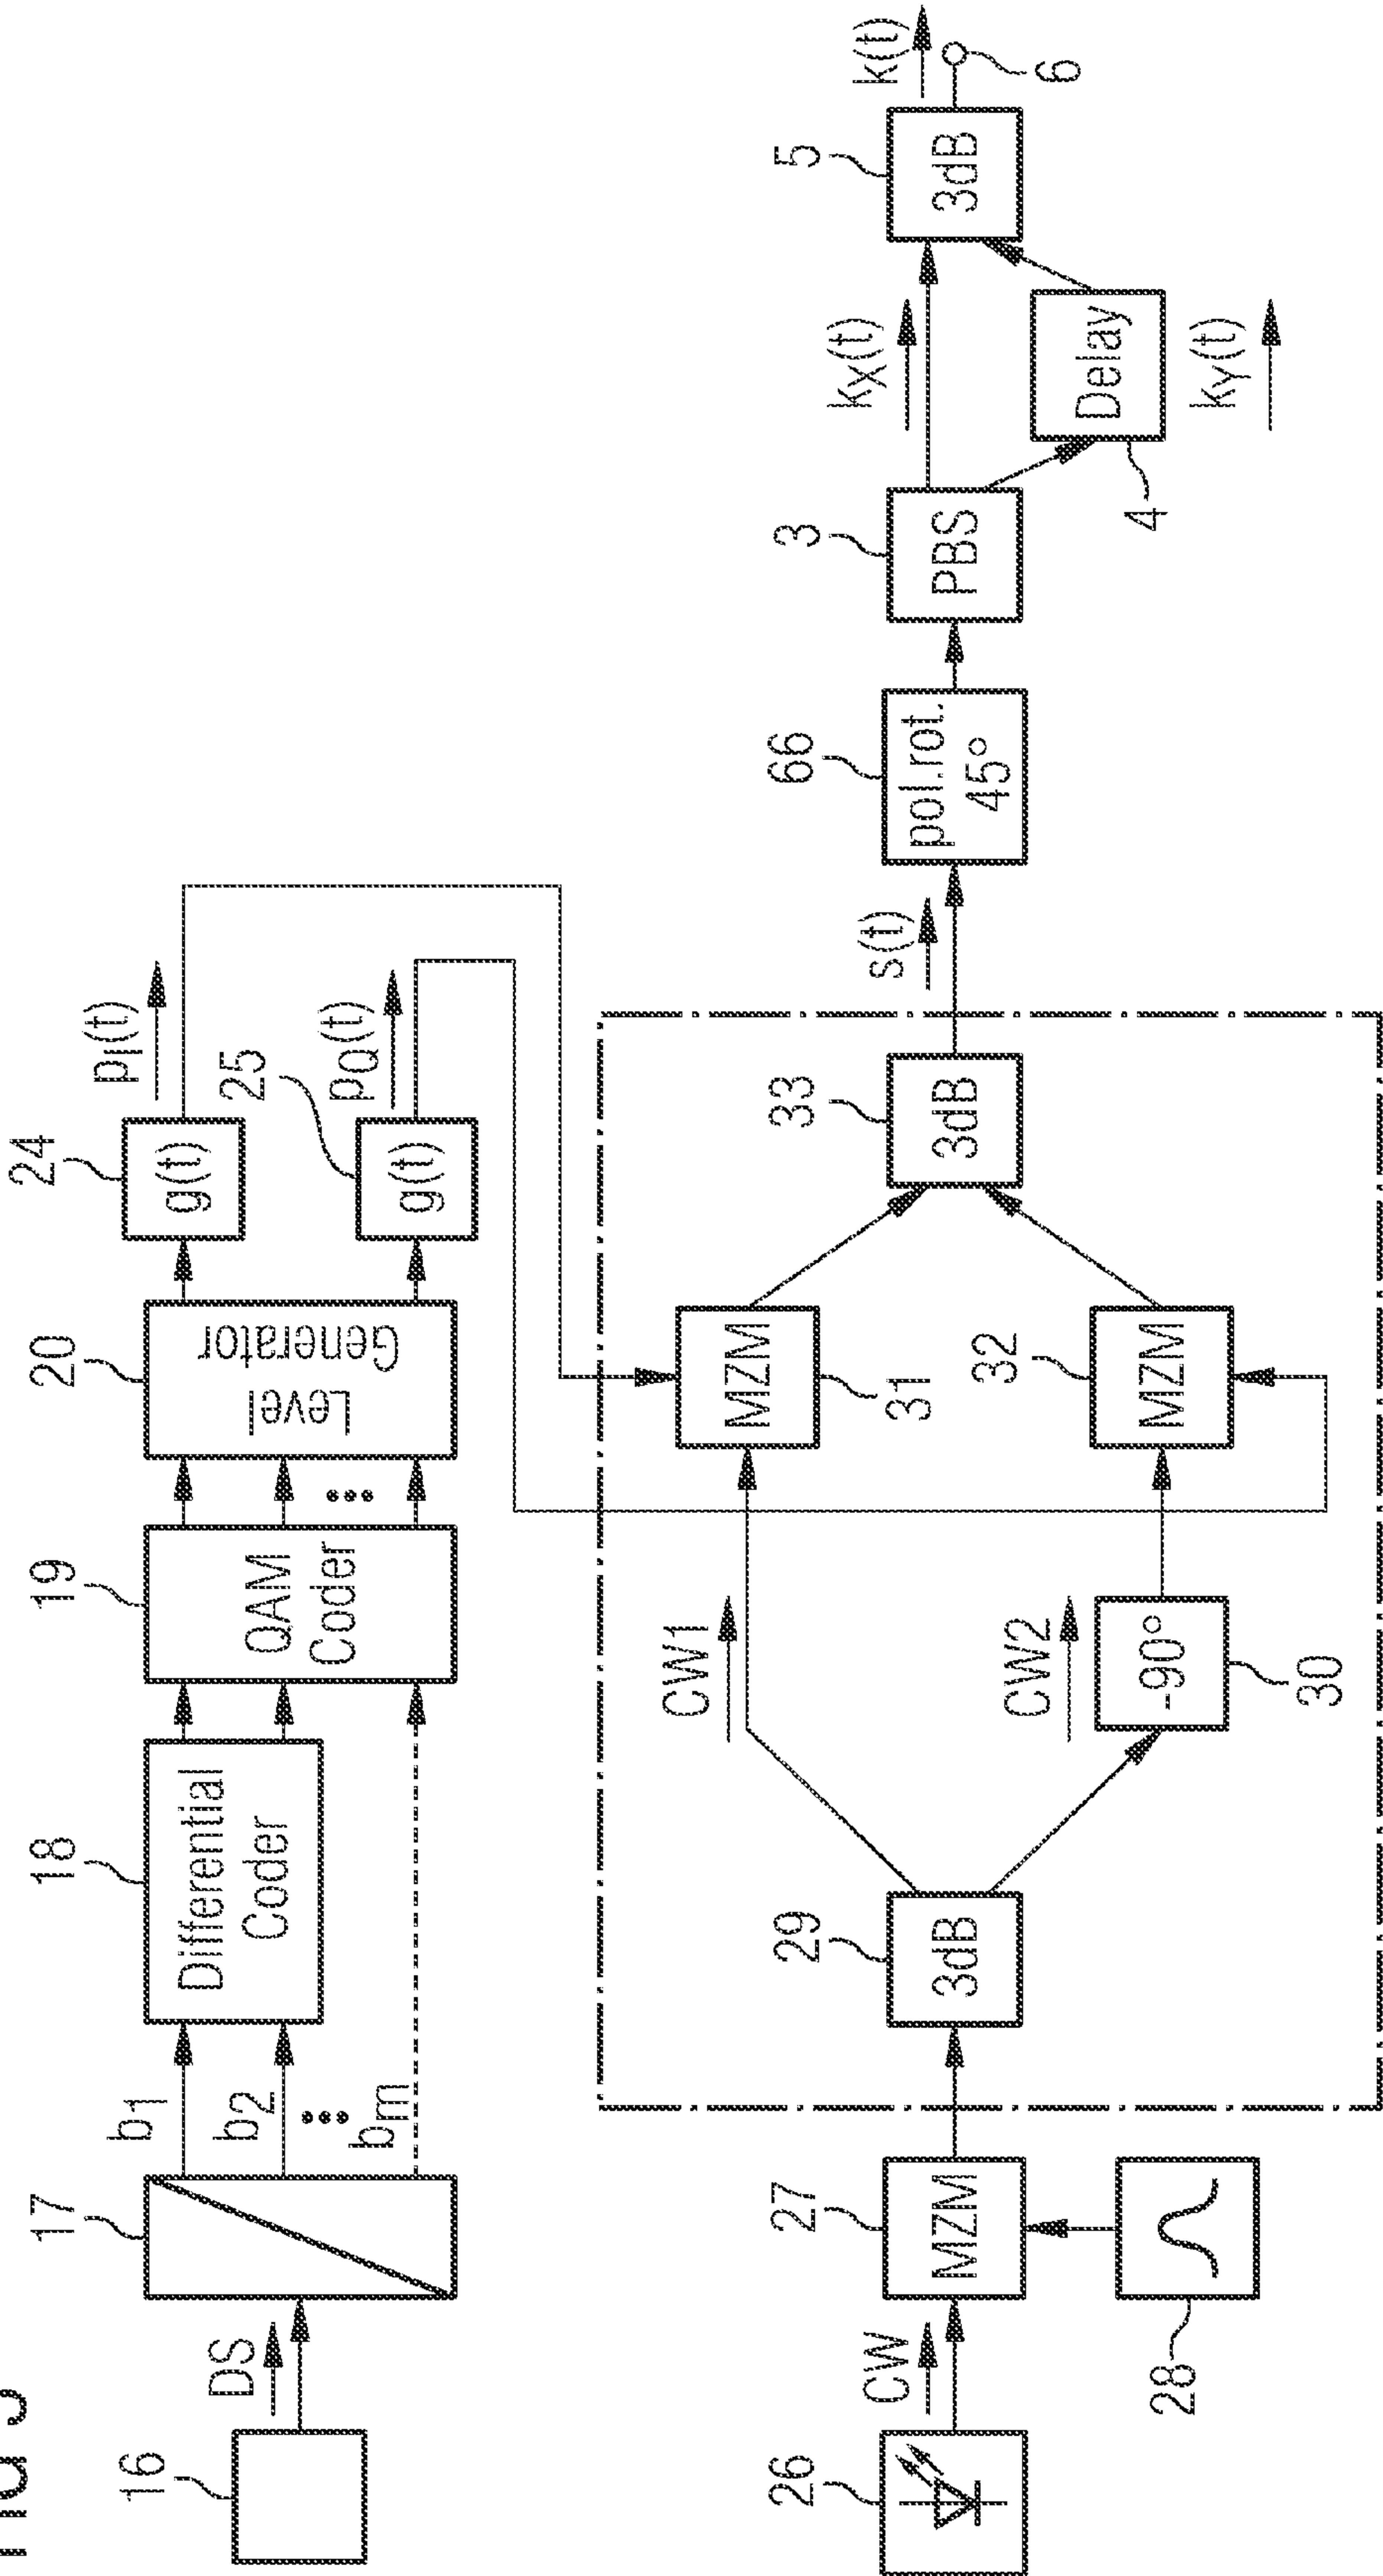 16
DS
17
b1
b2
•••
bm
18
Differential
Coder
19
QAM
Coder
•••
20
Level
Generator
24
g(t)
pI(t)
25
g(t)
pQ(t)
26
CW
27
MZM
28
29
3dB
CW1
CW2
-90°
30
MZM
31
32
MZM
33
3dB
s(t)
66
pol.rot.
45°
3
PBS
kX(t)
4
Delay
kY(t)
5
3dB
k(t)
6